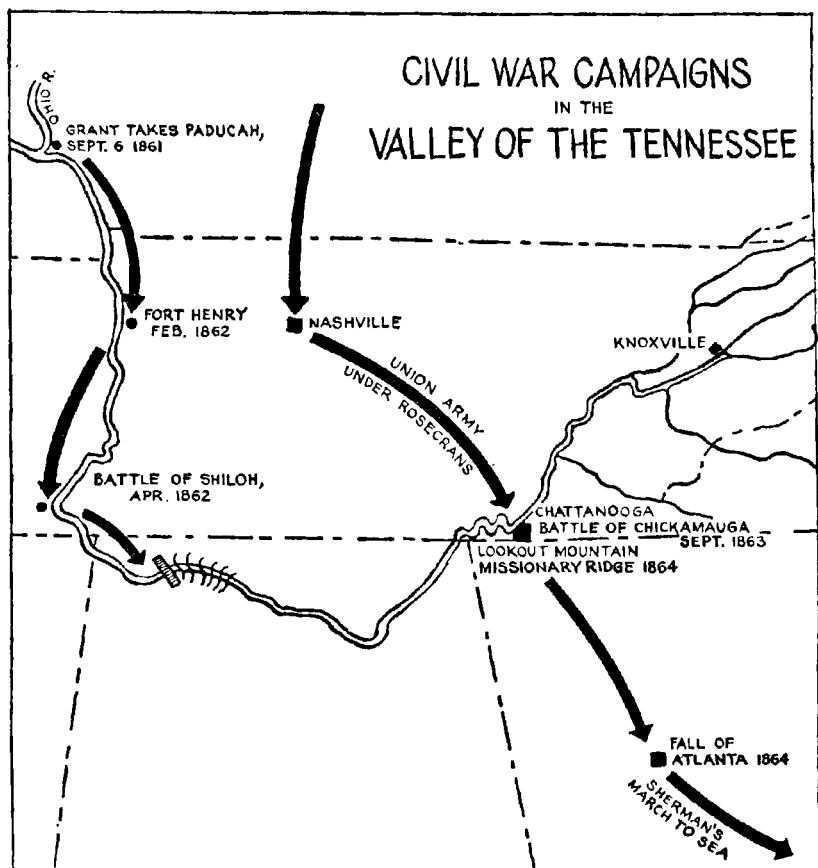 CIVIL WAR CAMPAIGNS
IN THE
VALLEY OF THE TENNESSEE
OHIO R.
GRANT TAKES PADUCAH,
SEPT. 6 1861
FORT HENRY
FEB. 1862
NASHVILLE
KNOXVILLE
UNION ARMY
UNDER ROSECRANS
BATTLE OF SHILOH,
APR. 1862
CHATTANOOGA
BATTLE OF CHICKAMAUGA
SEPT. 1863
LOOKOUT MOUNTAIN
MISSIONARY RIDGE 1864
FALL OF
ATLANTA 1864
SHERMAN'S
MARCH TO SEA